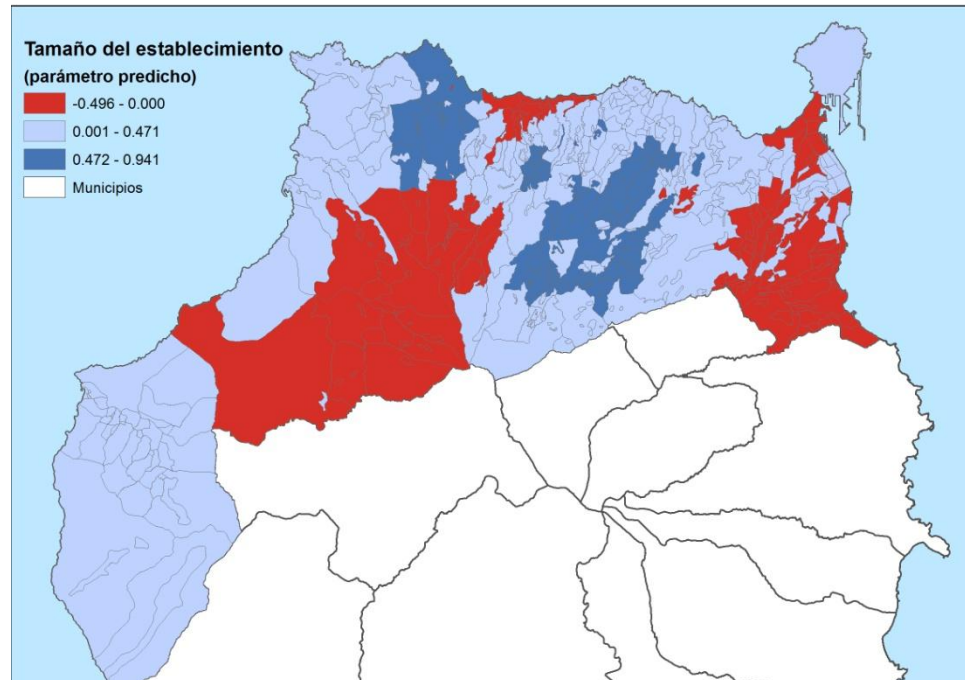 Tamaño del establecimiento
(parámetro predicho)
-0.496 - 0.000
0.001 - 0.471
0.472 - 0.941
Municipios